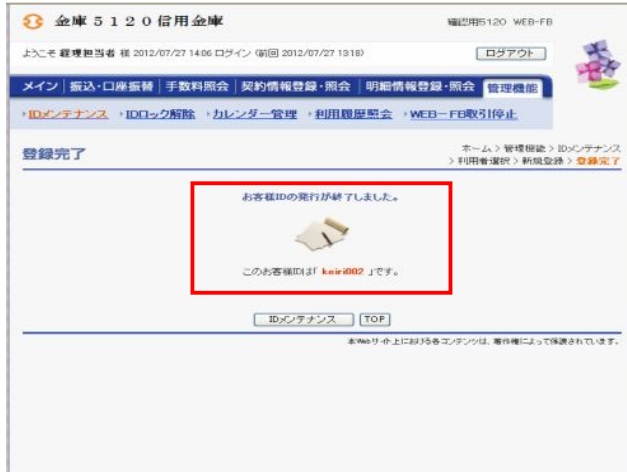 金庫5120信用金庫
確認用5120 WEB-FB
ようこそ 経理担当者 様 2012/07/27 14:06 ログイン (前回 2012/07/27 13:18)
ログアウト
メイン 振込・口座振替 手数料照会 契約情報登録・照会 明細情報登録・照会 管理機能
IDメンテナンス IDロック解除 カレンダー管理 利用履歴照会 WEB-FB取引停止
登録完了
ホーム > 管理機能 > IDメンテナンス
> 利用者選択 > 新規登録 > 登録完了
お客様IDの発行が終了しました。
このお客様IDは「 keiri002 」です。
IDメンテナンス TOP
本Webサイト上における各コンテンツは、著作権によって保護されています。